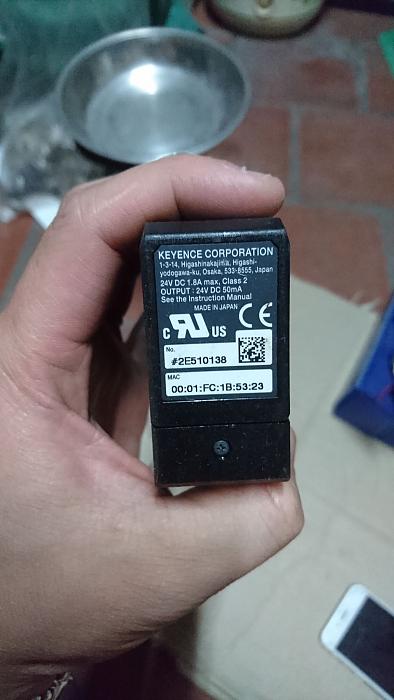 KEYENCE CORPORATION
1-3-14, Higashinakajima, Higashi-
yodogawa-ku, Osaka, 533-8555, Japan
24V DC 1.8A max, Class 2
OUTPUT : 24V DC 50mA
See the Instruction Manual
MADE IN JAPAN
C RU US CE
No.
#2E510138
MAC
00:01:FC:1B:53:23